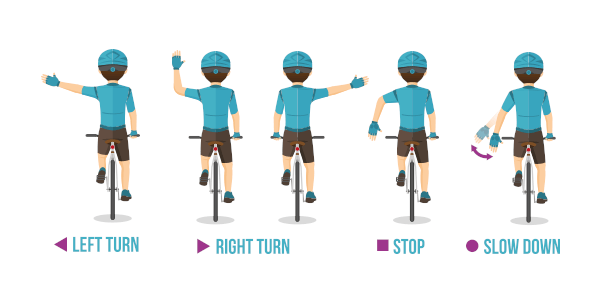 LEFT TURN
RIGHT TURN
STOP
SLOW DOWN